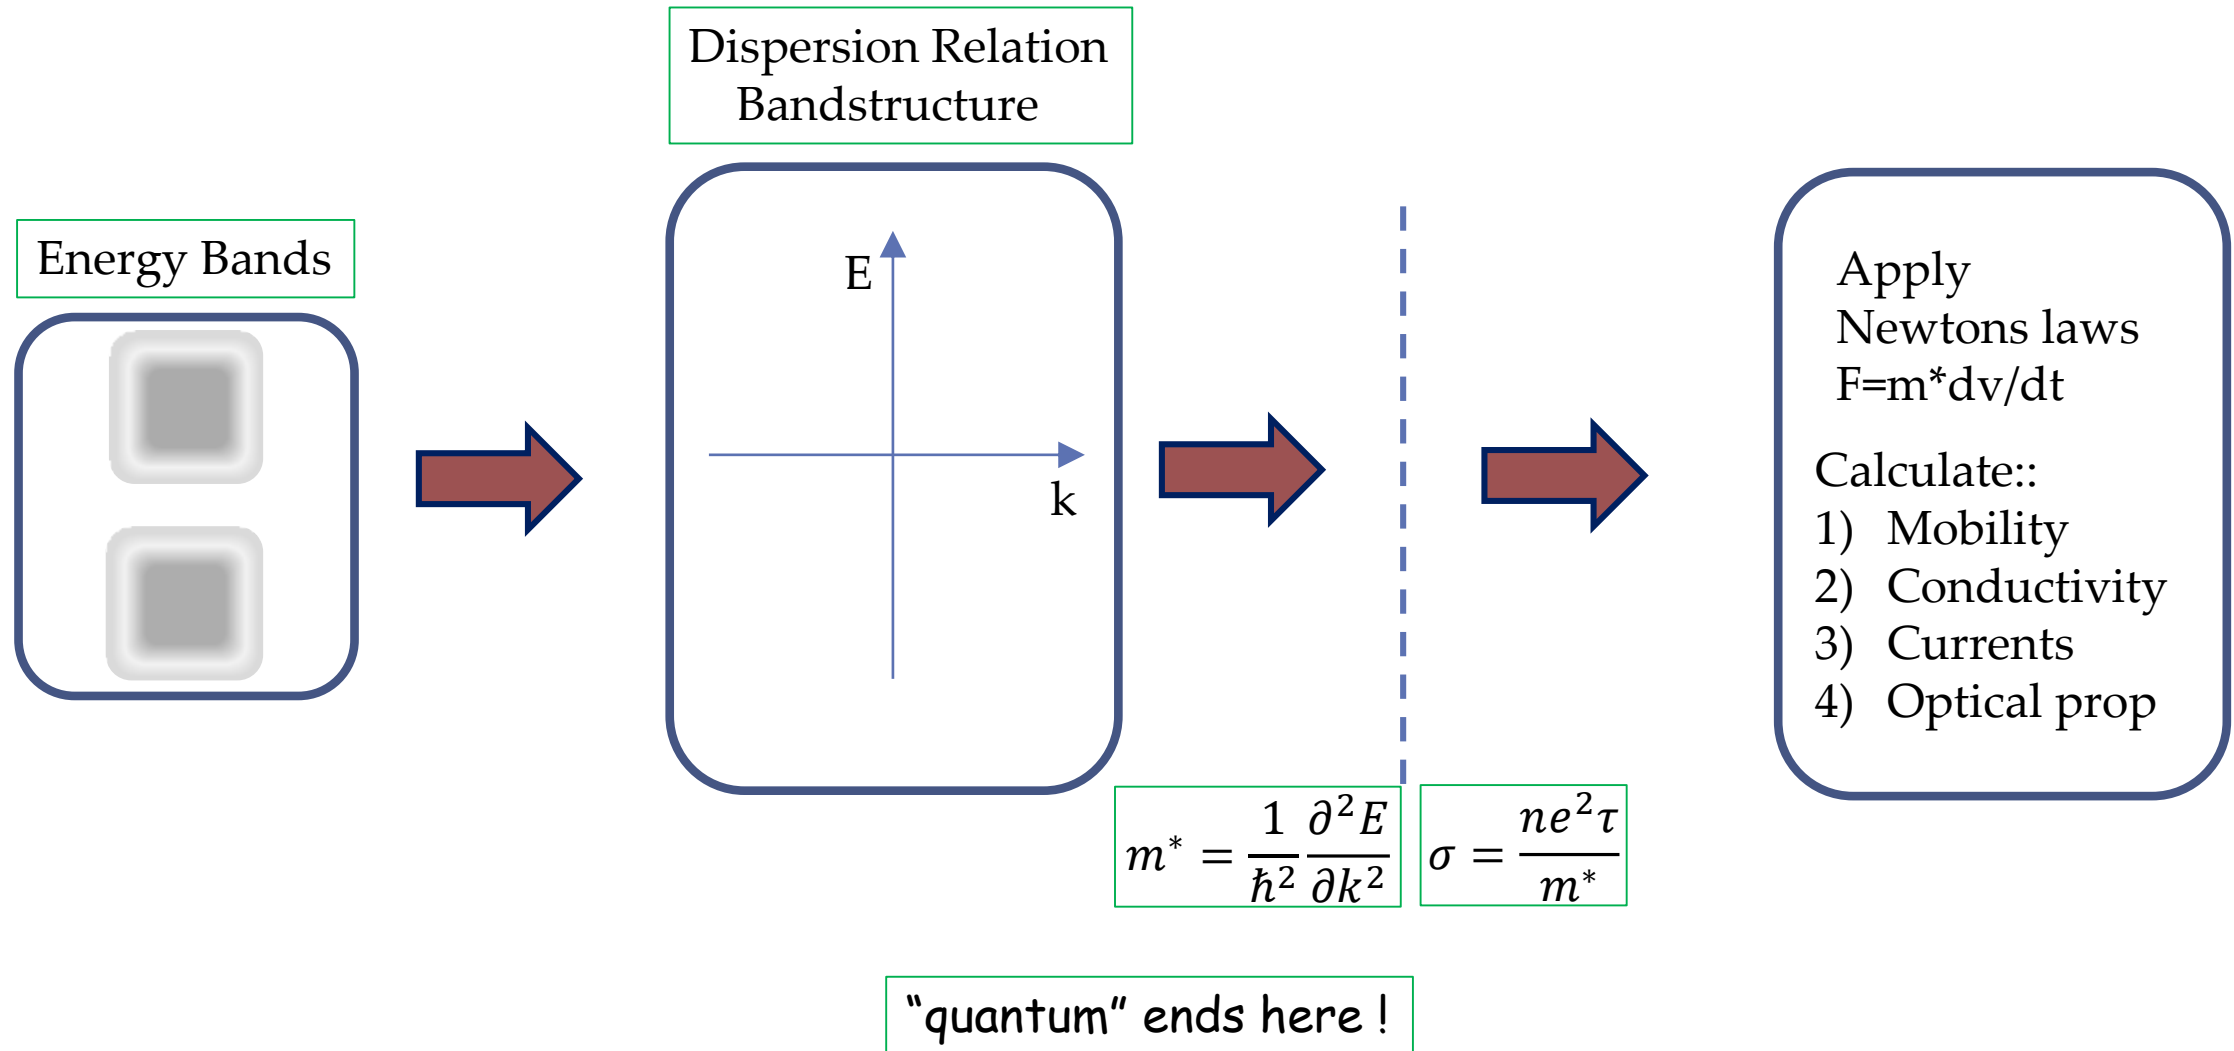 Dispersion Relation
Bandstructure
Energy Bands
E
k
Apply
Newtons laws
F=m*dv/dt
Calculate::
1) Mobility
2) Conductivity
3) Currents
4) Optical prop
m* = 1/ħ² ∂²E/∂k²
σ = ne²τ/m*
"quantum" ends here !